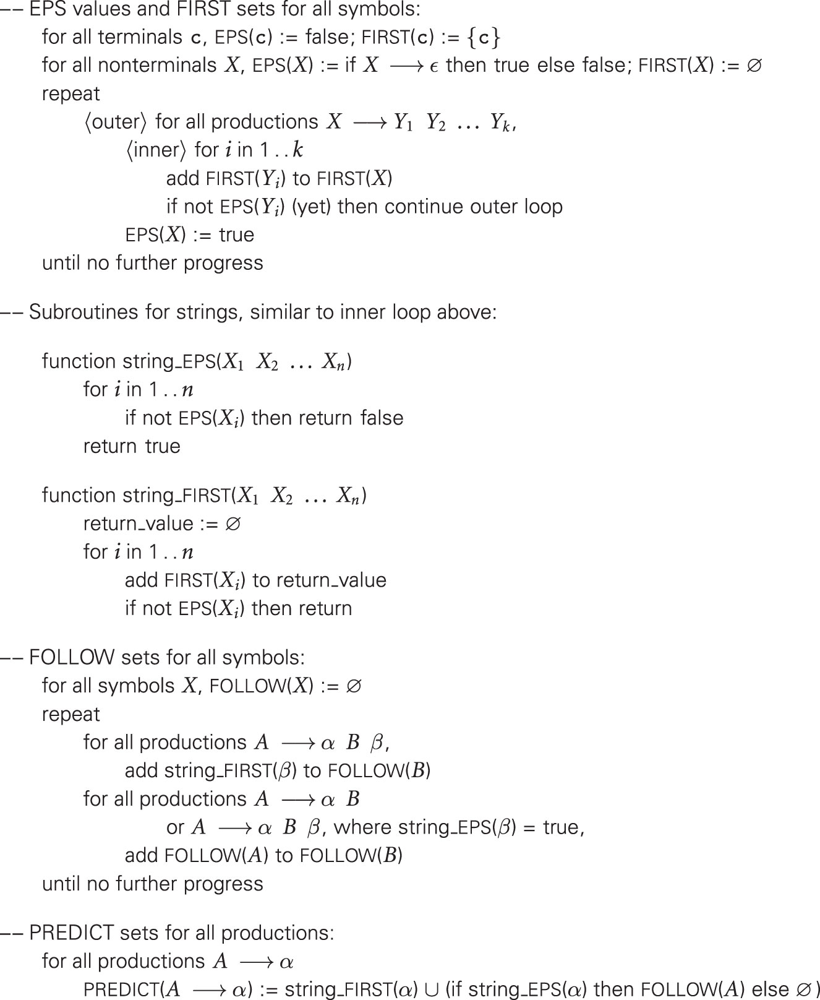 -- EPS values and FIRST sets for all symbols:
for all terminals c, EPS(c) := false; FIRST(c) := {c}
for all nonterminals X, EPS(X) := if X ⟶ ϵ then true else false; FIRST(X) := ∅
repeat
⟨outer⟩ for all productions X ⟶ Y₁ Y₂ … Yₖ,
⟨inner⟩ for i in 1 . . k
add FIRST(Yᵢ) to FIRST(X)
if not EPS(Yᵢ) (yet) then continue outer loop
EPS(X) := true
until no further progress
-- Subroutines for strings, similar to inner loop above:
function string_EPS(X₁ X₂ … Xₙ)
for i in 1 . . n
if not EPS(Xᵢ) then return false
return true
function string_FIRST(X₁ X₂ … Xₙ)
return_value := ∅
for i in 1 . . n
add FIRST(Xᵢ) to return_value
if not EPS(Xᵢ) then return
-- FOLLOW sets for all symbols:
for all symbols X, FOLLOW(X) := ∅
repeat
for all productions A ⟶ α B β,
add string_FIRST(β) to FOLLOW(B)
for all productions A ⟶ α B
or A ⟶ α B β, where string_EPS(β) = true,
add FOLLOW(A) to FOLLOW(B)
until no further progress
-- PREDICT sets for all productions:
for all productions A ⟶ α
PREDICT(A ⟶ α) := string_FIRST(α) ∪ (if string_EPS(α) then FOLLOW(A) else ∅)